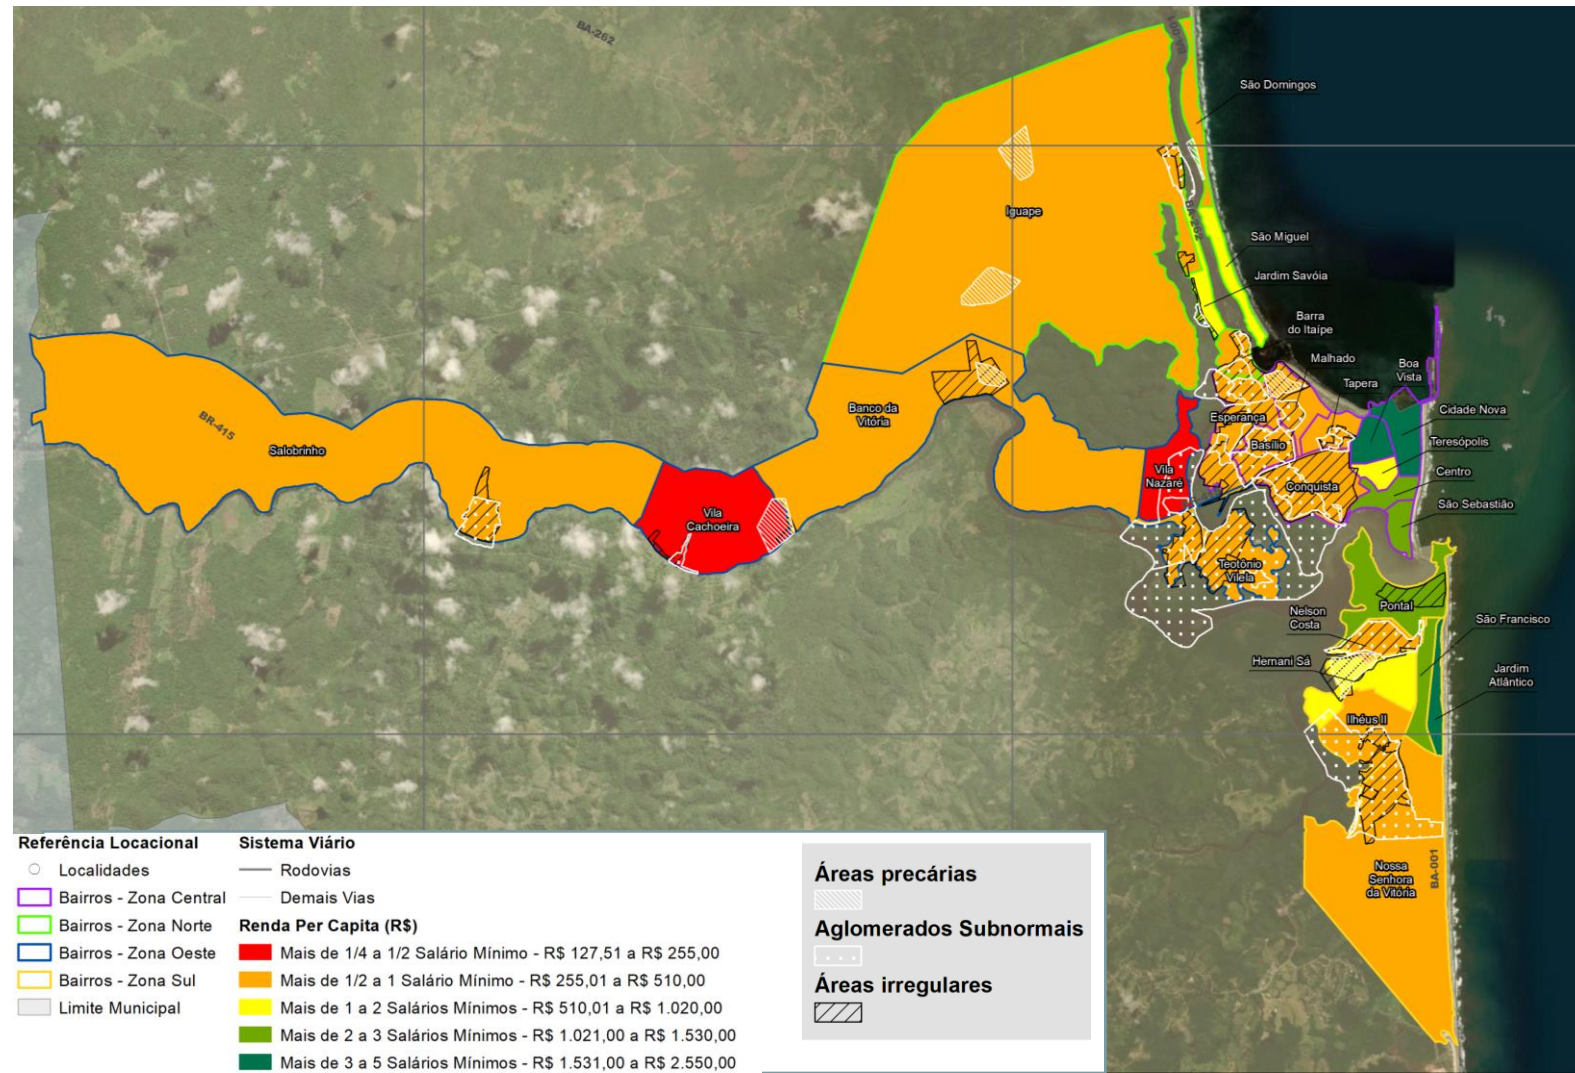 BA-262
BA-001
São Domingos
Iguape
BA-262
São Miguel
Jardim Savóia
Barra
do Itaípe
Malhado
Boa
Vista
Tapera
Cidade Nova
Banco da
Vitória
Esperança
BR-415
Salobrinho
Basílio
Teresópolis
Vila
Nazaré
Centro
Conquista
São Sebastião
Vila
Cachoeira
Teotônio
Vilela
Pontal
Nelson
Costa
São Francisco
Hernani Sá
Jardim
Atlântico
Ilhéus II
Nossa
Senhora
da Vitória
BA-001
Referência Locacional
Localidades
Bairros - Zona Central
Bairros - Zona Norte
Bairros - Zona Oeste
Bairros - Zona Sul
Limite Municipal
Sistema Viário
Rodovias
Demais Vias
Renda Per Capita (R$)
Mais de 1/4 a 1/2 Salário Mínimo - R$ 127,51 a R$ 255,00
Mais de 1/2 a 1 Salário Mínimo - R$ 255,01 a R$ 510,00
Mais de 1 a 2 Salários Mínimos - R$ 510,01 a R$ 1.020,00
Mais de 2 a 3 Salários Mínimos - R$ 1.021,00 a R$ 1.530,00
Mais de 3 a 5 Salários Mínimos - R$ 1.531,00 a R$ 2.550,00
Áreas precárias
Aglomerados Subnormais
Áreas irregulares